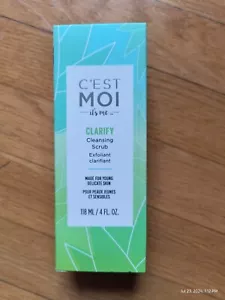 C'EST
MOI
it's me
CLARIFY
Cleansing
Scrub
Exfoliant
clarifiant
MADE FOR YOUNG
DELICATE SKIN
POUR PEAUX JEUNES
ET SENSIBLES
118 ML / 4 FL. OZ.